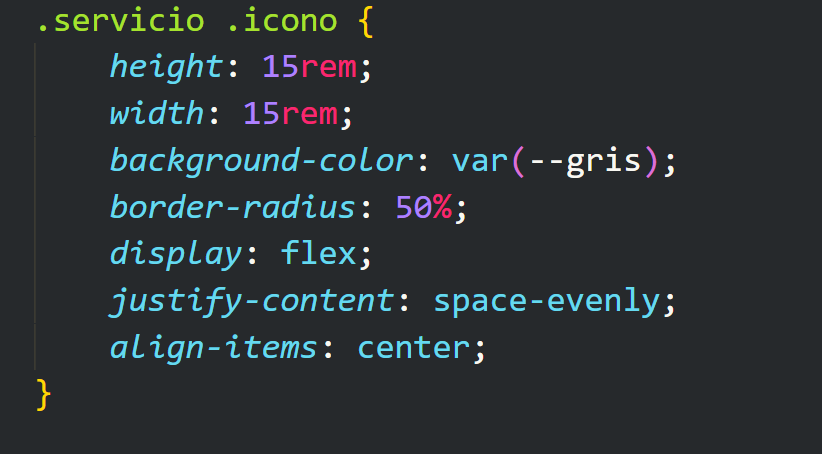 .servicio .icono {
    height: 15rem;
    width: 15rem;
    background-color: var(--gris);
    border-radius: 50%;
    display: flex;
    justify-content: space-evenly;
    align-items: center;
}